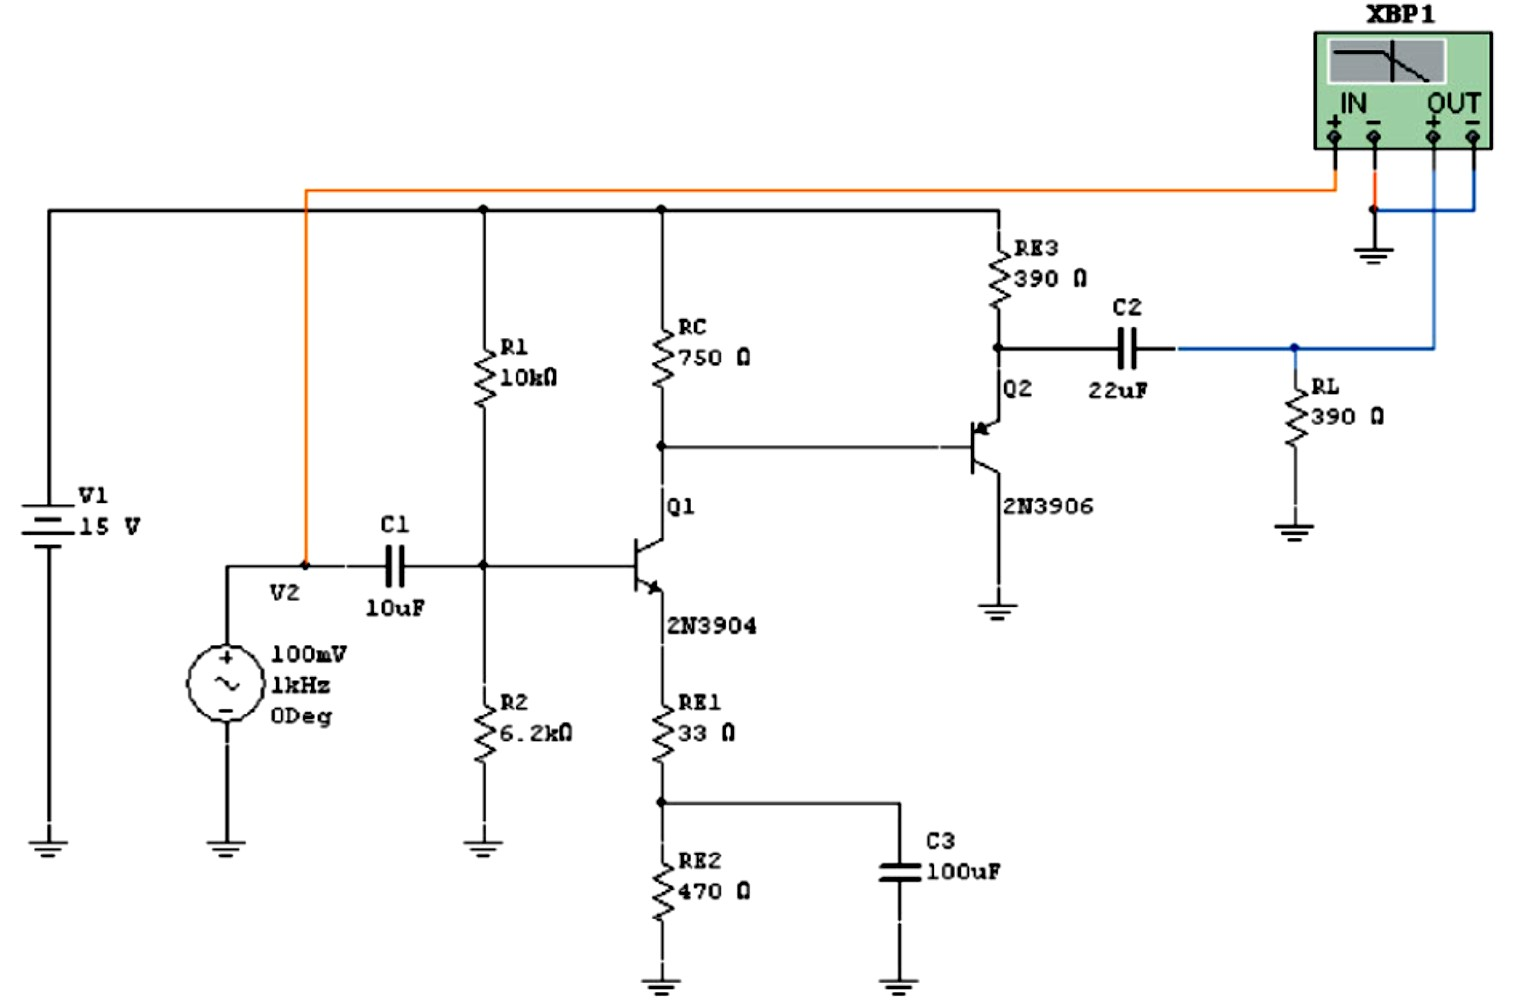 XBP1
IN OUT
+ − + −
RE3
390 Ω
C2
22uF
RC
750 Ω
R1
10kΩ
Q2
RL
390 Ω
V1
15 V
Q1
2N3906
C1
10uF
V2
2N3904
+
100mV
1kHz
0Deg
−
R2
6.2kΩ
RE1
33 Ω
C3
100uF
RE2
470 Ω